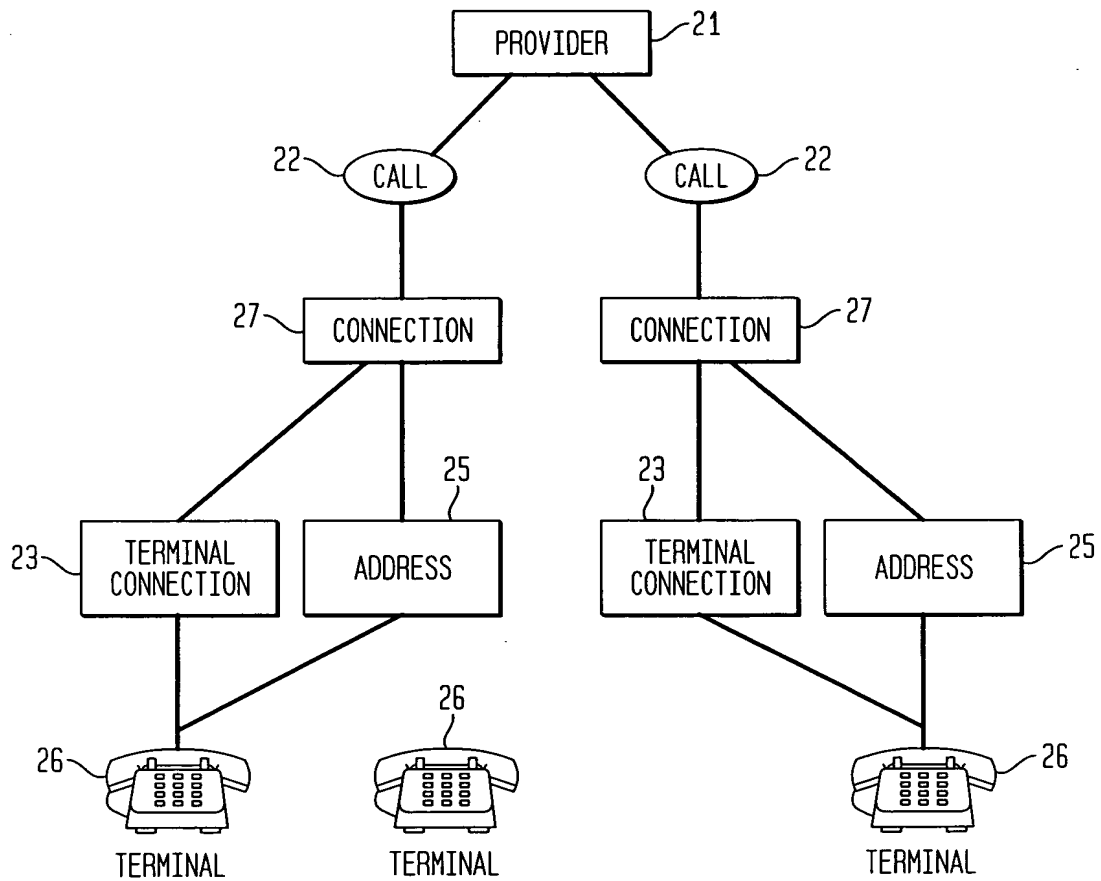 PROVIDER
21
22
CALL
CALL
22
27
CONNECTION
CONNECTION
27
25
23
23
TERMINAL
CONNECTION
ADDRESS
TERMINAL
CONNECTION
ADDRESS
25
26
26
26
TERMINAL
TERMINAL
TERMINAL